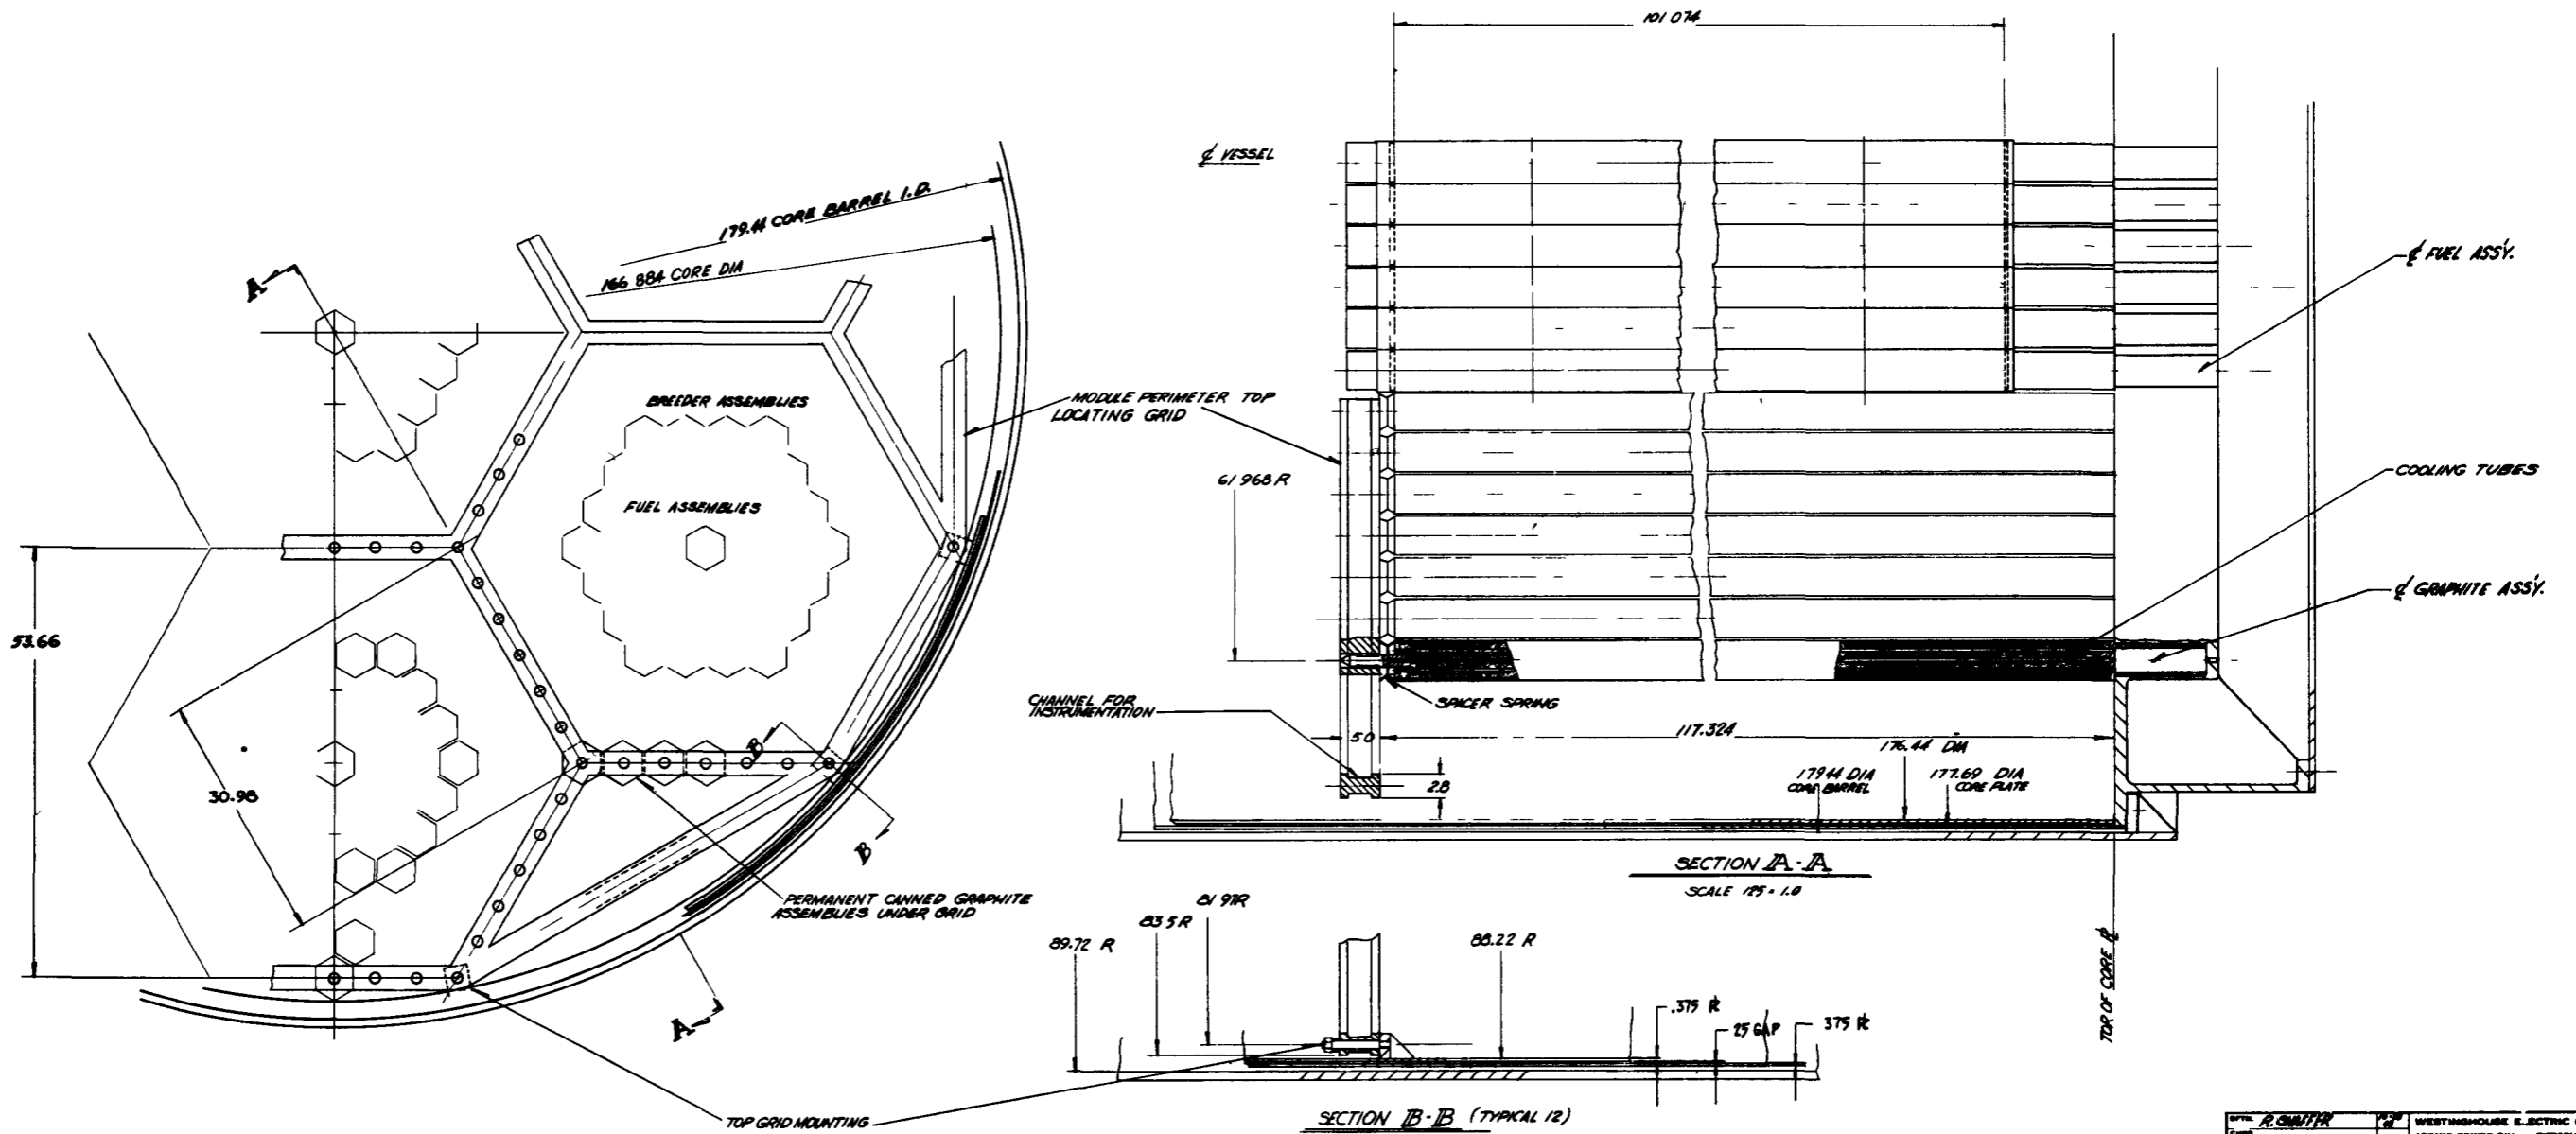 101.074
℄ VESSEL
179.44 CORE BARREL I.D.
166.884 CORE DIA
A
℄ FUEL ASS'Y.
BREEDER ASSEMBLIES
MODULE PERIMETER TOP
LOCATING GRID
FUEL ASSEMBLIES
61.968 R
COOLING TUBES
℄ GRAPHITE ASS'Y.
53.66
30.98
CHANNEL FOR
INSTRUMENTATION
SPACER SPRING
5.0
117.324
2.8
176.44 DIA
179.44 DIA
CORE BARREL
177.69 DIA
CORE PLATE
B
B
SECTION A-A
SCALE .125 = 1.0
PERMANENT CANNED GRAPHITE
ASSEMBLIES UNDER GRID
A
81.97R
83.5 R
89.72 R
88.22 R
.375 ℞
.25 GAP
.375 ℞
TOP OF CORE ℞
TOP GRID MOUNTING
SECTION B-B (TYPICAL 12)
WESTINGHOUSE ELECTRIC